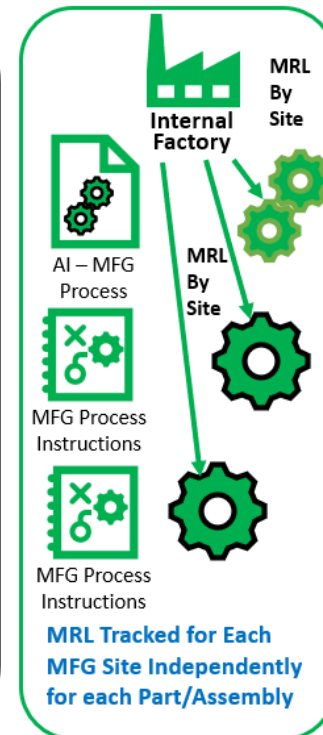 MRL
By
Site
Internal
Factory
AI – MFG
Process
MRL
By
Site
MFG Process
Instructions
MFG Process
Instructions
MRL Tracked for Each
MFG Site Independently
for each Part/Assembly